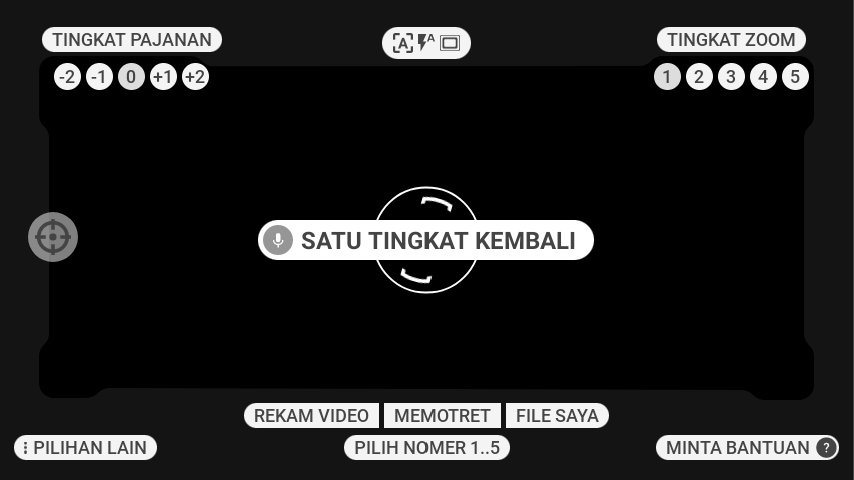 TINGKAT PAJANAN
A A
TINGKAT ZOOM
-2 -1 0 +1 +2
1 2 3 4 5
SATU TINGKAT KEMBALI
REKAM VIDEO MEMOTRET FILE SAYA
PILIHAN LAIN
PILIH NOMER 1..5
MINTA BANTUAN ?